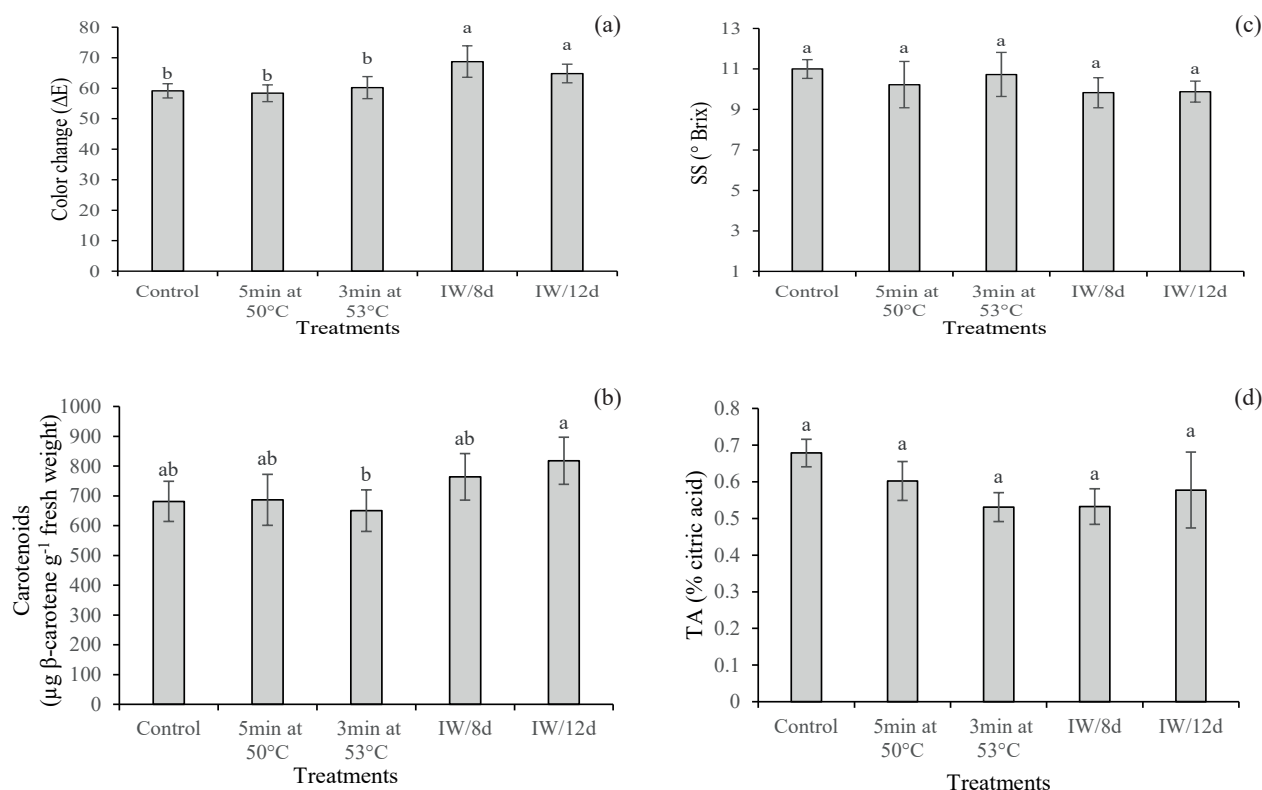 (a)
Color change (ΔE)
80
70
60
50
40
30
20
10
0
b
b
b
a
a
Control
5min at
50°C
3min at
53°C
IW/8d
IW/12d
Treatments
(c)
SS (° Brix)
13
11
9
7
5
3
1
a
a
a
a
a
Control
5min at
50°C
3min at
53°C
IW/8d
IW/12d
Treatments
(b)
Carotenoids
(µg β-carotene g⁻¹ fresh weight)
1000
900
800
700
600
500
400
300
200
100
0
ab
ab
b
ab
a
Control
5min at
50°C
3min at
53°C
IW/8d
IW/12d
Treatments
(d)
TA (% citric acid)
0.8
0.7
0.6
0.5
0.4
0.3
0.2
0.1
0
a
a
a
a
a
Control
5min at
50°C
3min at
53°C
IW/8d
IW/12d
Treatments